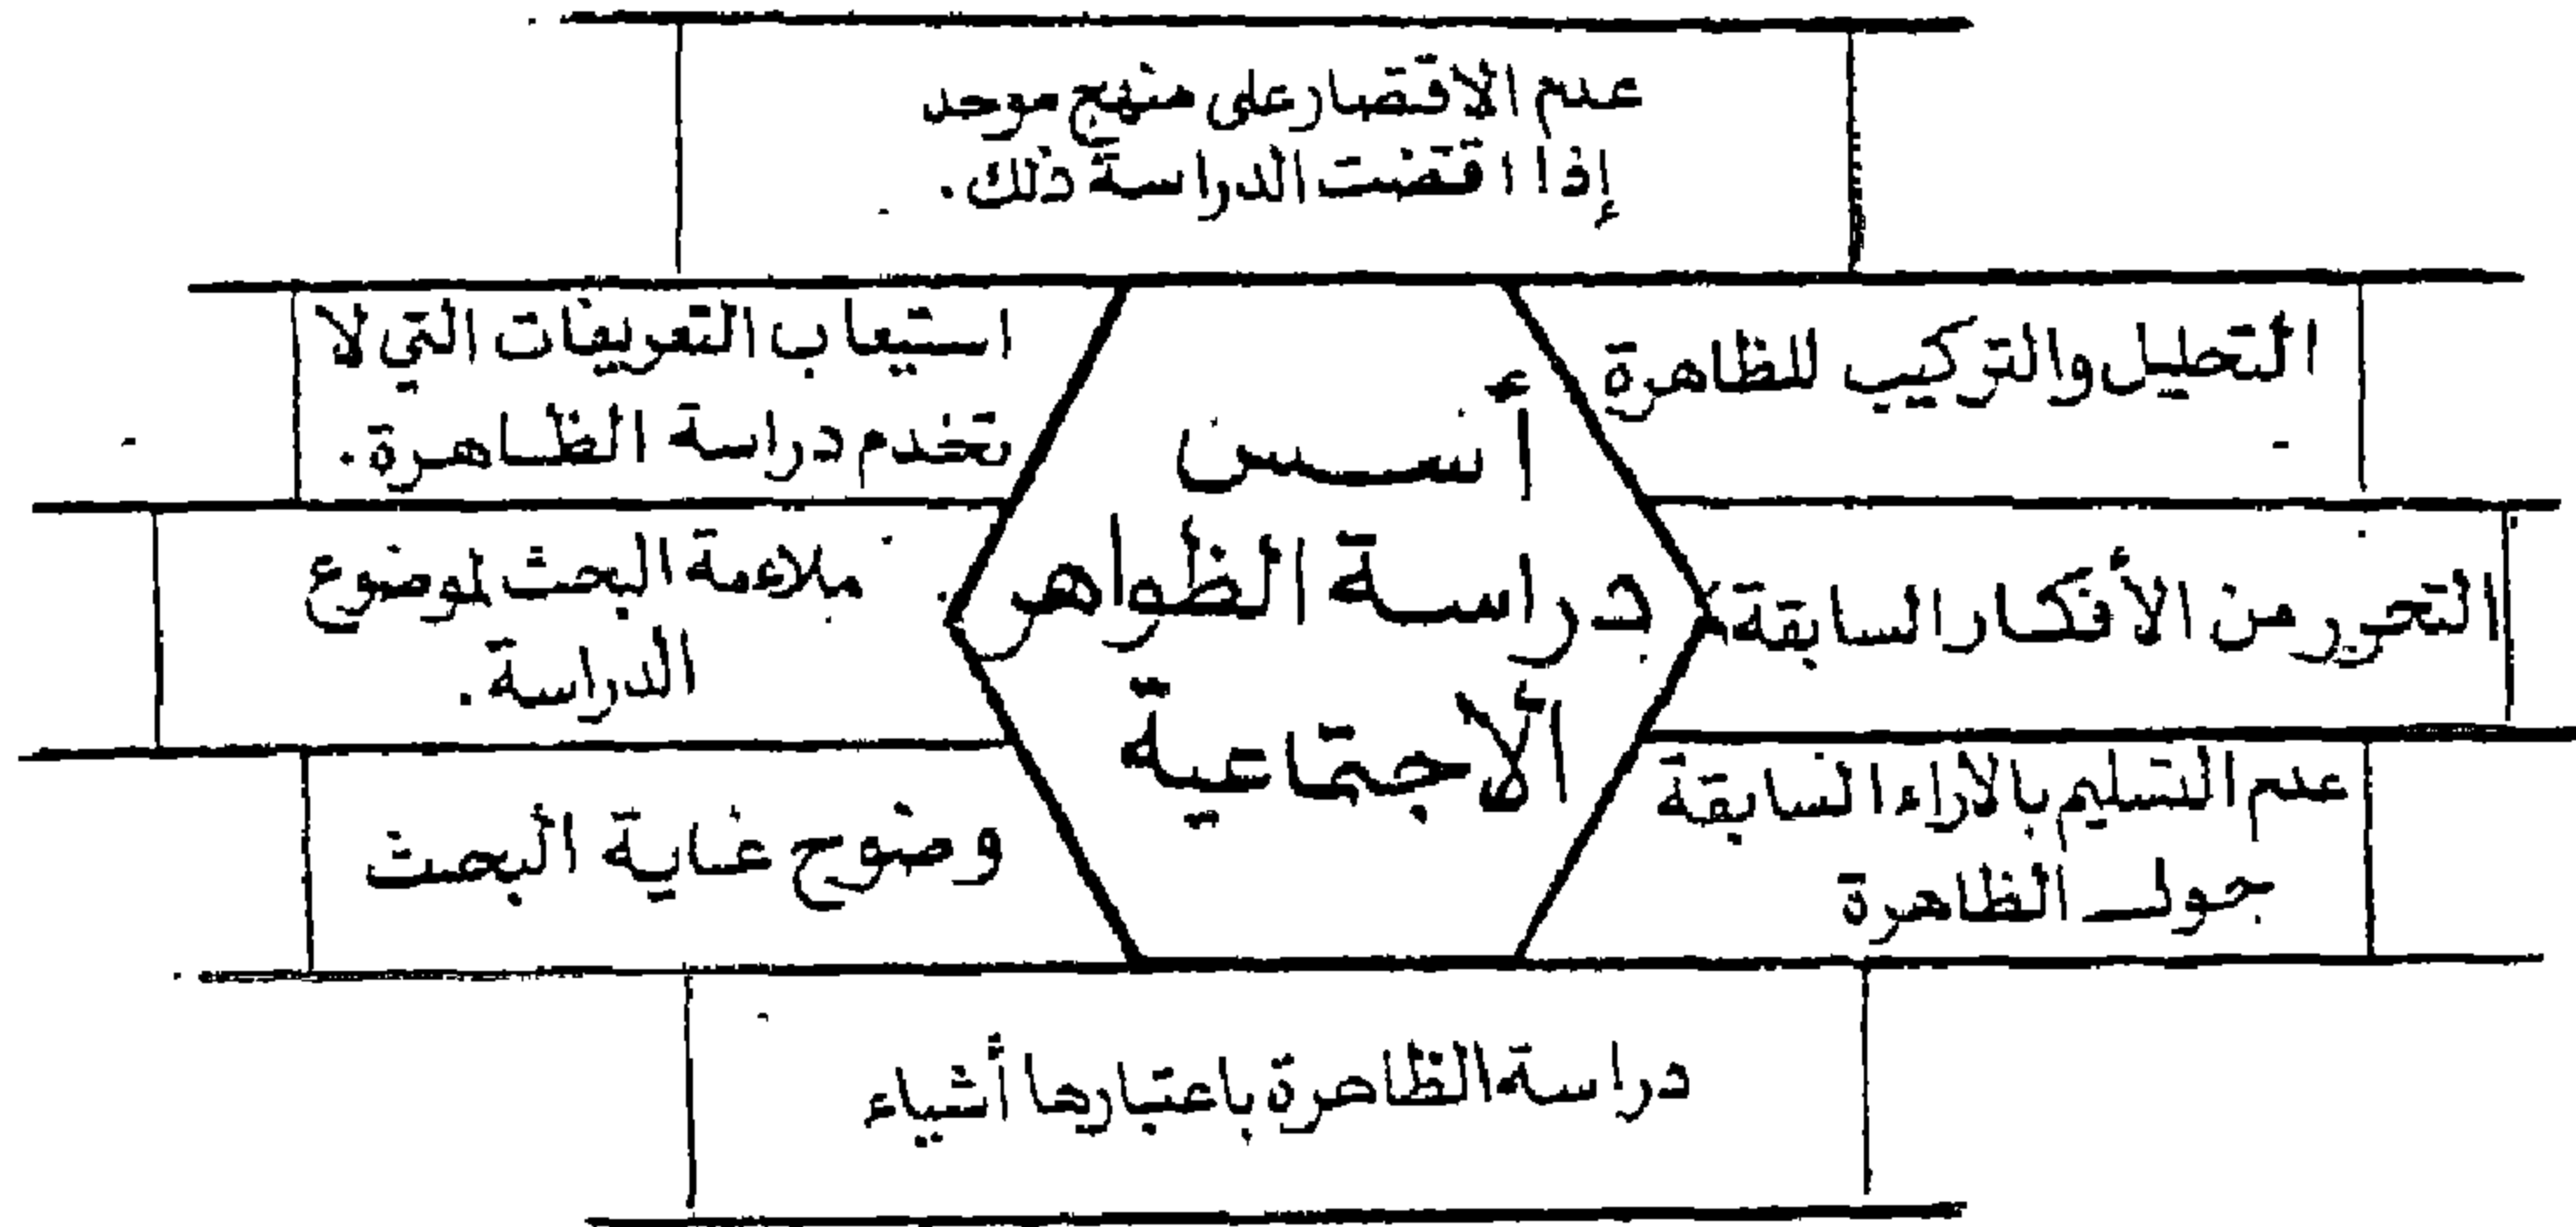 عدم الاقتصار على منهج موحد
إذا اقتضت الدراسة ذلك.
التحليل والتركيب للظاهرة
التحرر من الأفكار السابقة
عدم التسليم بالآراء السابقة
حول الظاهرة
أسس
دراسة الظواهر
الاجتماعية
استيعاب التعريفات التي لا
تخدم دراسة الظاهرة.
ملاءمة البحث لموضوع
الدراسة.
وضوح غاية البحث
دراسة الظاهرة باعتبارها أشياء